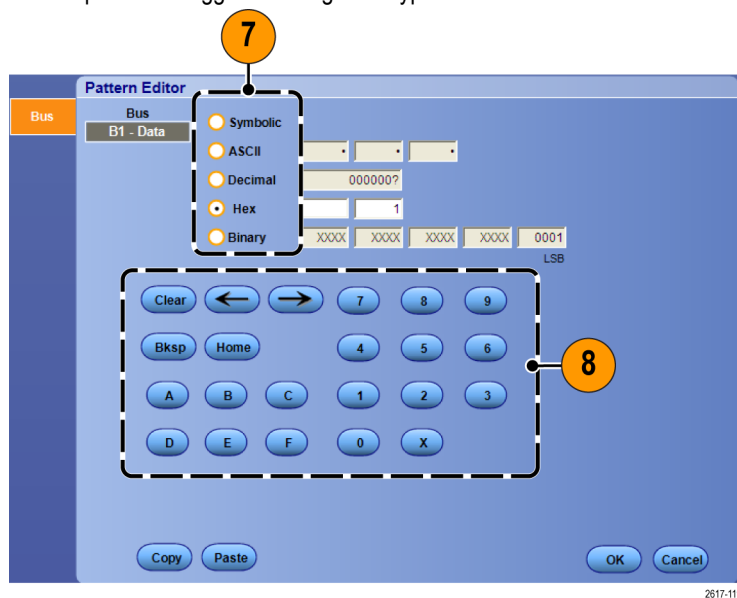 7
Pattern Editor
Bus
Bus
B1 - Data
Symbolic
ASCII • • •
Decimal 000000?
Hex 1
Binary XXXX XXXX XXXX XXXX 0001
LSB
Clear ← → 7 8 9
Bksp Home 4 5 6
8
A B C 1 2 3
D E F 0 X
Copy Paste OK Cancel
2617-11